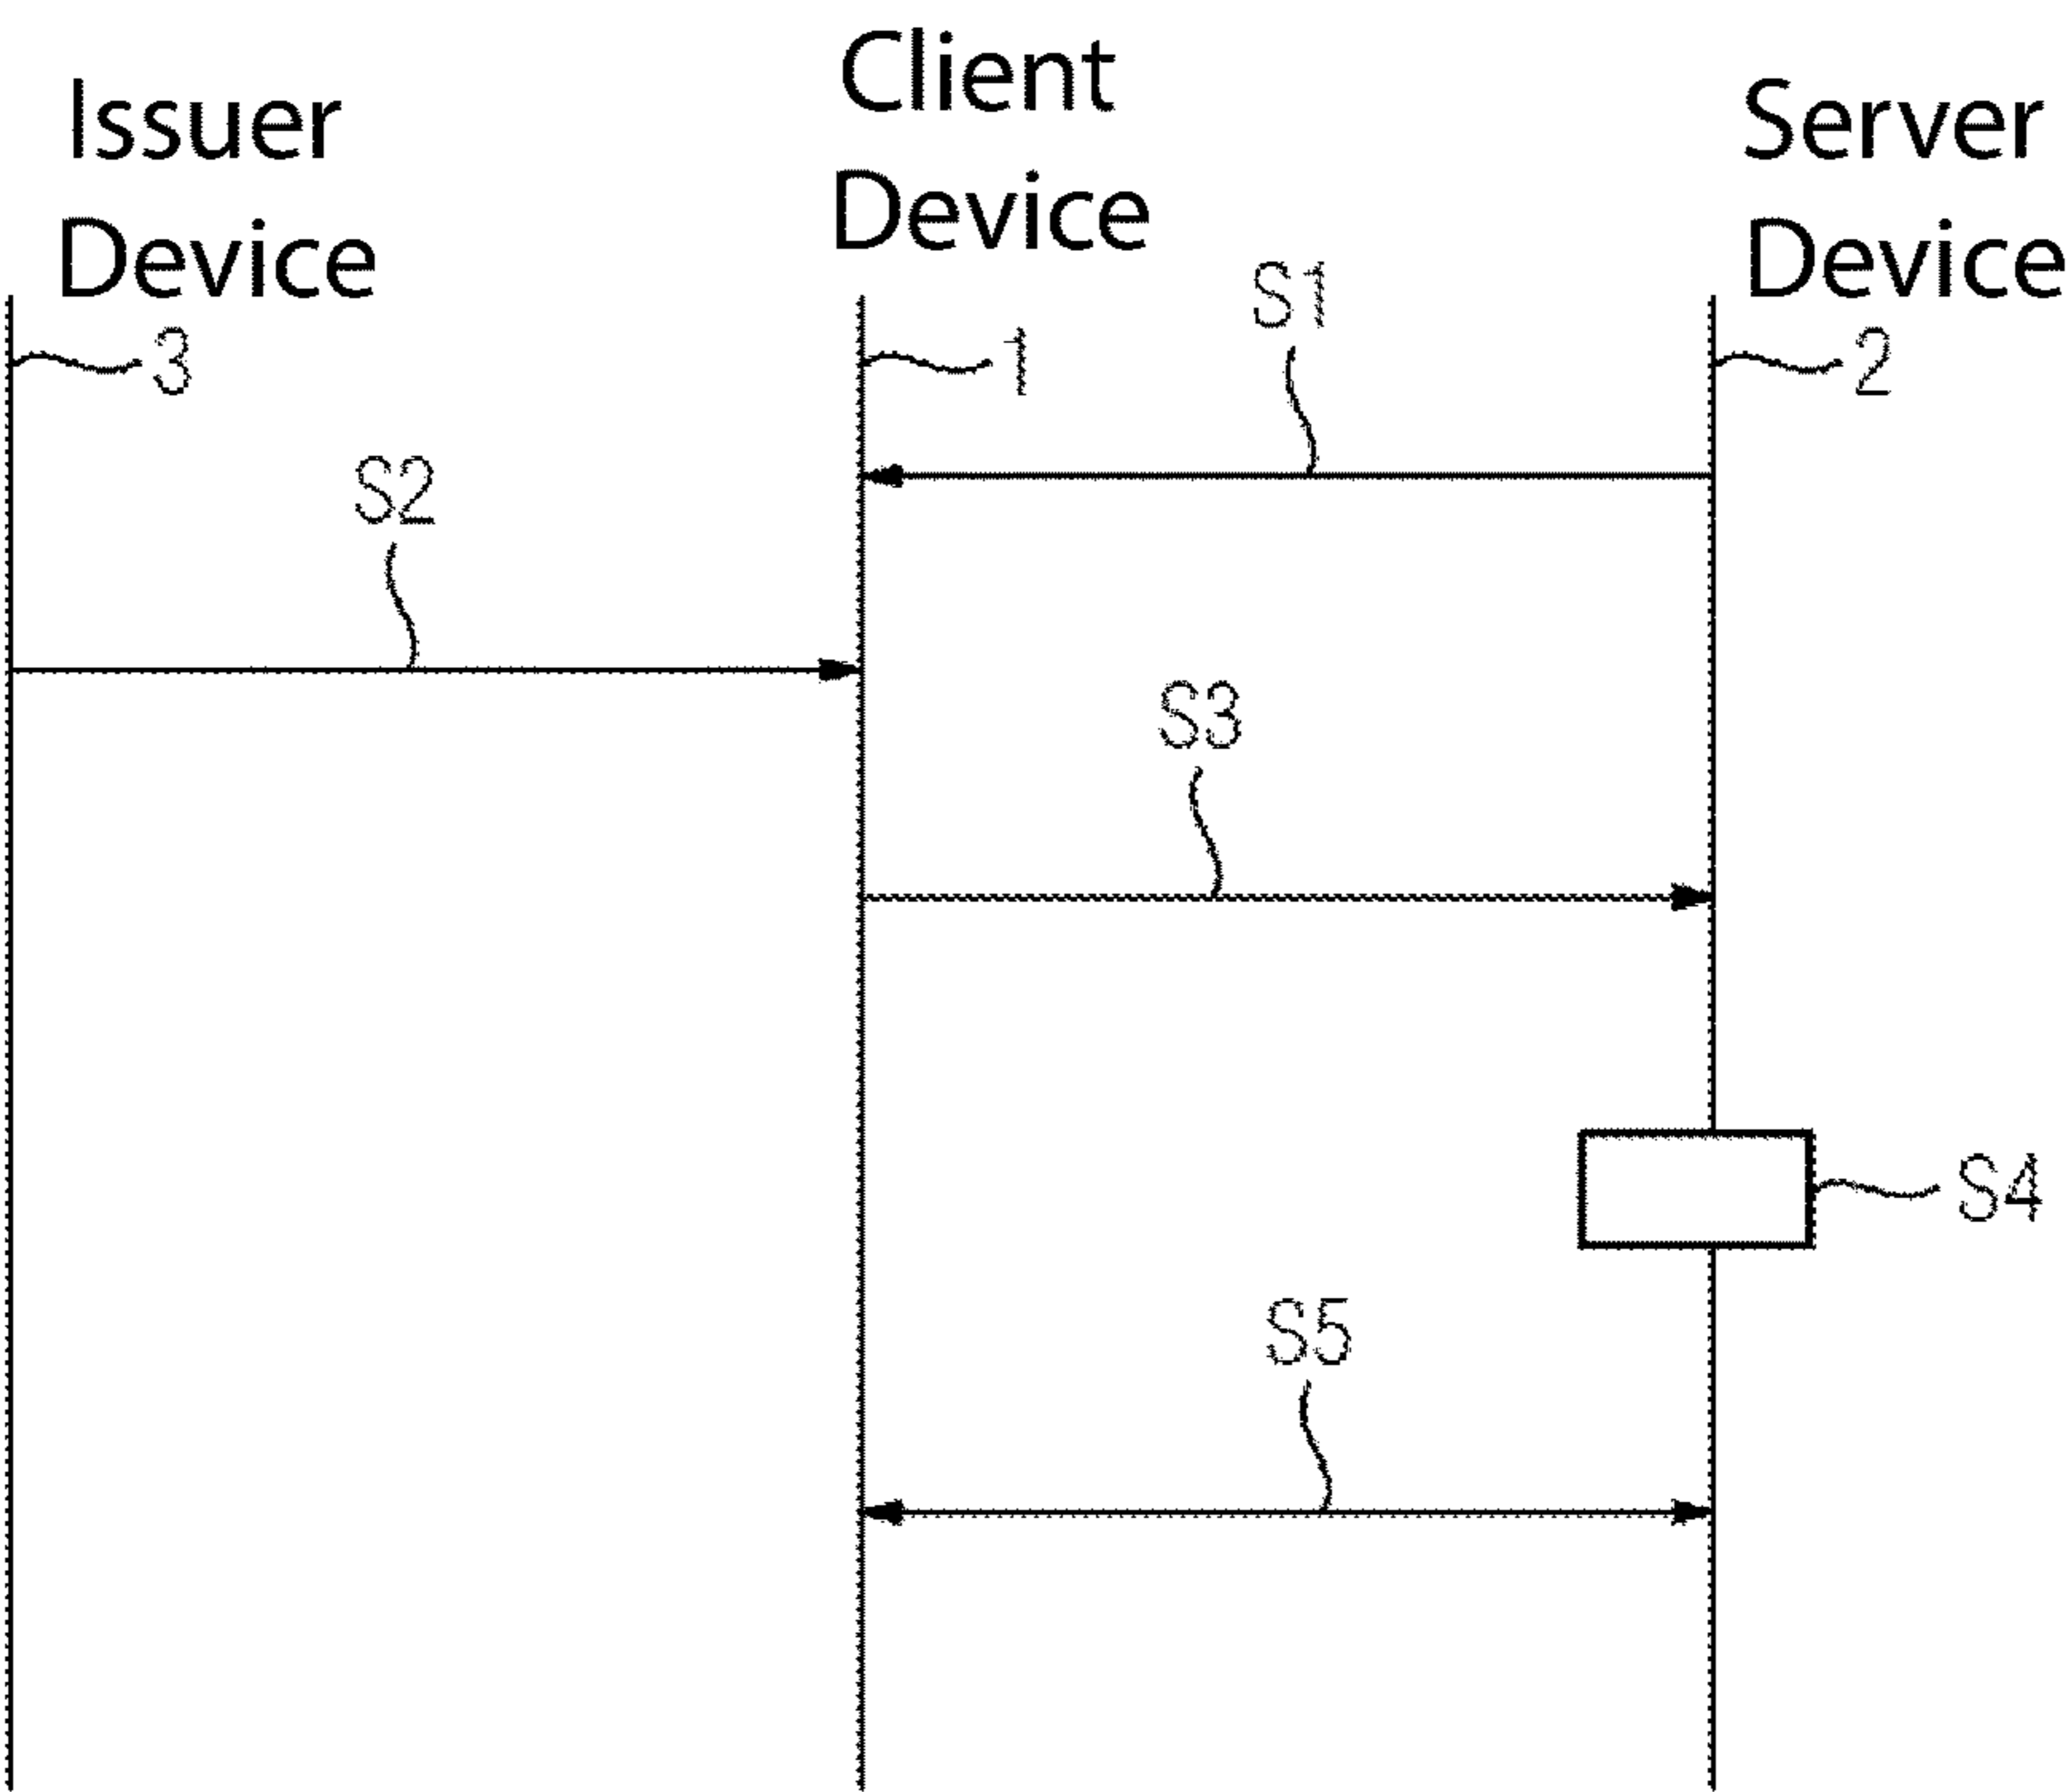 Issuer
Device
Client
Device
Server
Device
3
1
2
S1
S2
S3
S4
S5